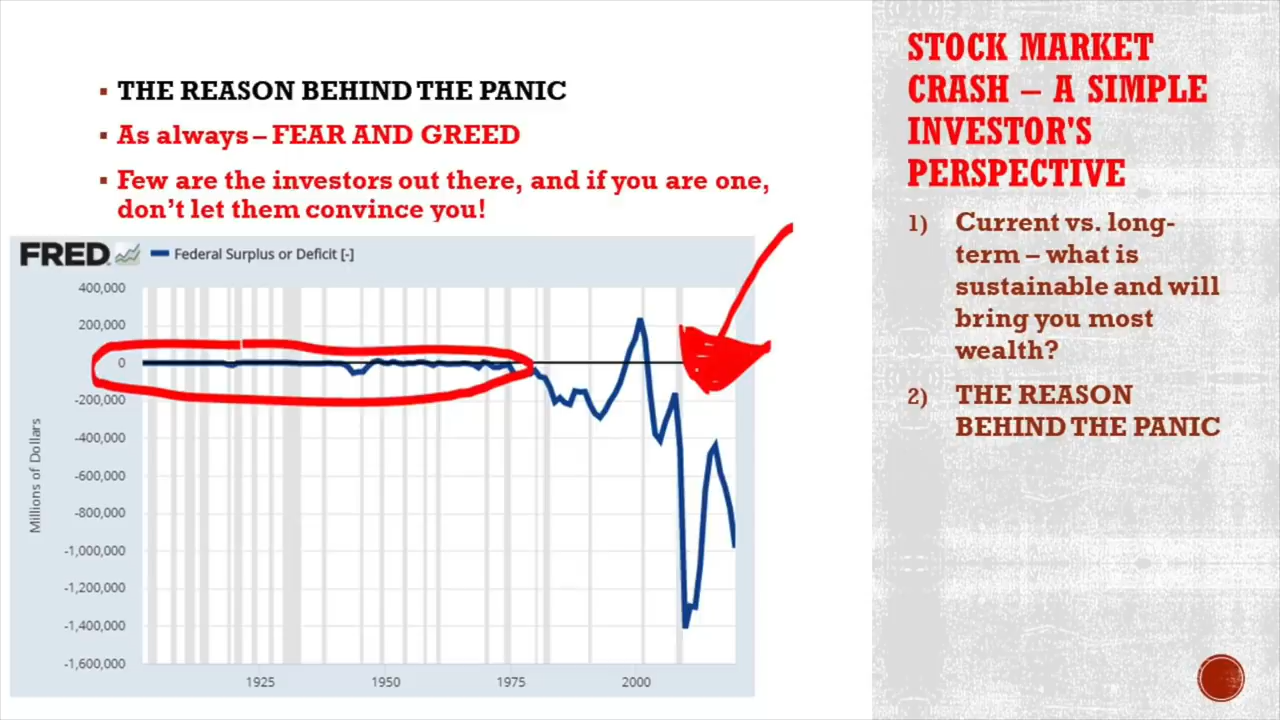 THE REASON BEHIND THE PANIC
As always – FEAR AND GREED
Few are the investors out there, and if you are one,
don't let them convince you!
FRED
Federal Surplus or Deficit [-]
400,000
200,000
0
-200,000
-400,000
-600,000
-800,000
-1,000,000
-1,200,000
-1,400,000
-1,600,000
Millions of Dollars
1925
1950
1975
2000
STOCK MARKET
CRASH – A SIMPLE
INVESTOR'S
PERSPECTIVE
1) Current vs. long-
term – what is
sustainable and will
bring you most
wealth?
2) THE REASON
BEHIND THE PANIC